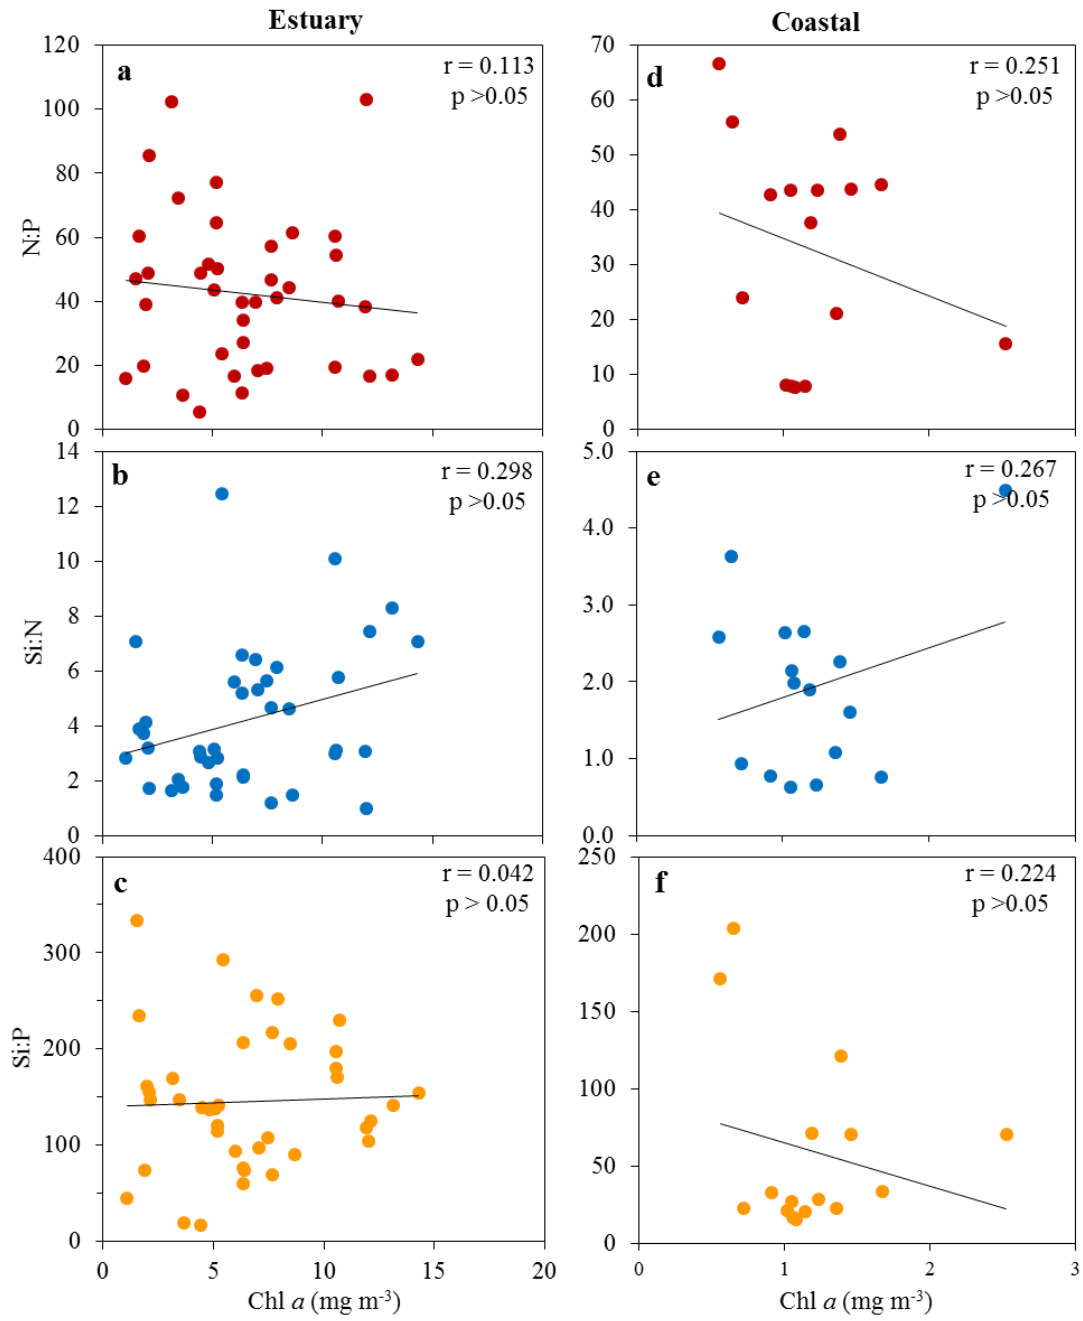 Estuary
Coastal
120
100
80
60
40
20
0
N:P
a
r = 0.113
p >0.05
70
60
50
40
30
20
10
0
d
r = 0.251
p >0.05
14
12
10
8
6
4
2
0
Si:N
b
r = 0.298
p >0.05
5.0
4.0
3.0
2.0
1.0
0.0
e
r = 0.267
p >0.05
400
300
200
100
0
Si:P
c
r = 0.042
p > 0.05
0 5 10 15 20
Chl a (mg m-3)
250
200
150
100
50
0
f
r = 0.224
p >0.05
0 1 2 3
Chl a (mg m-3)